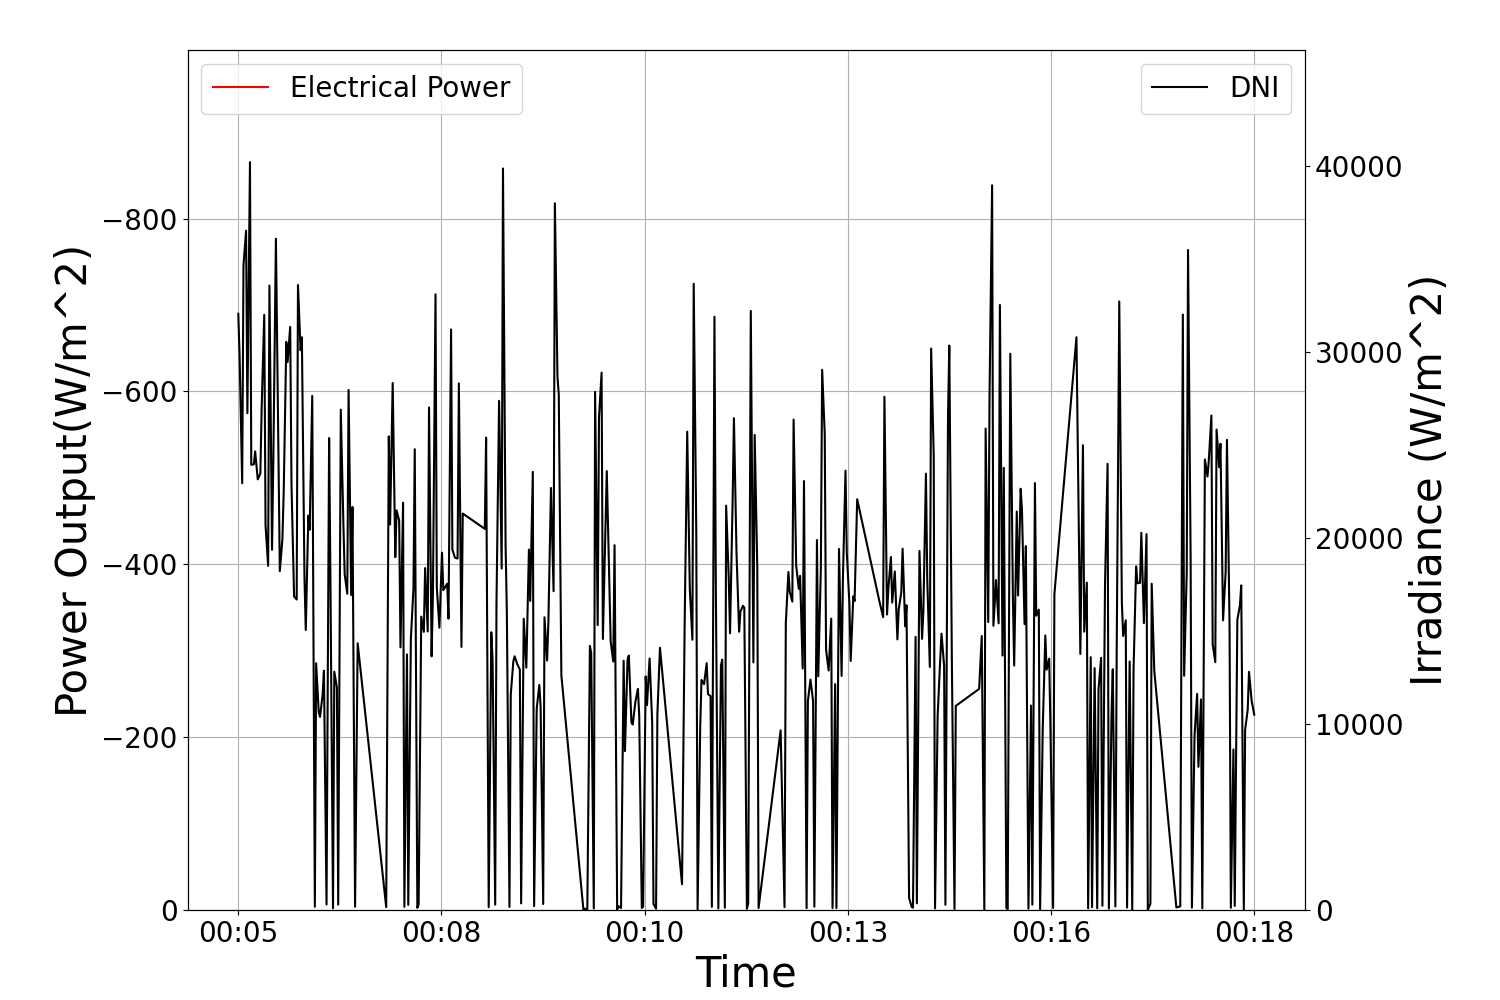 Electrical Power
DNI
Power Output(W/m^2)
−800
−600
−400
−200
0
40000
30000
20000
10000
0
Irradiance (W/m^2)
00:05 00:08 00:10 00:13 00:16 00:18
Time